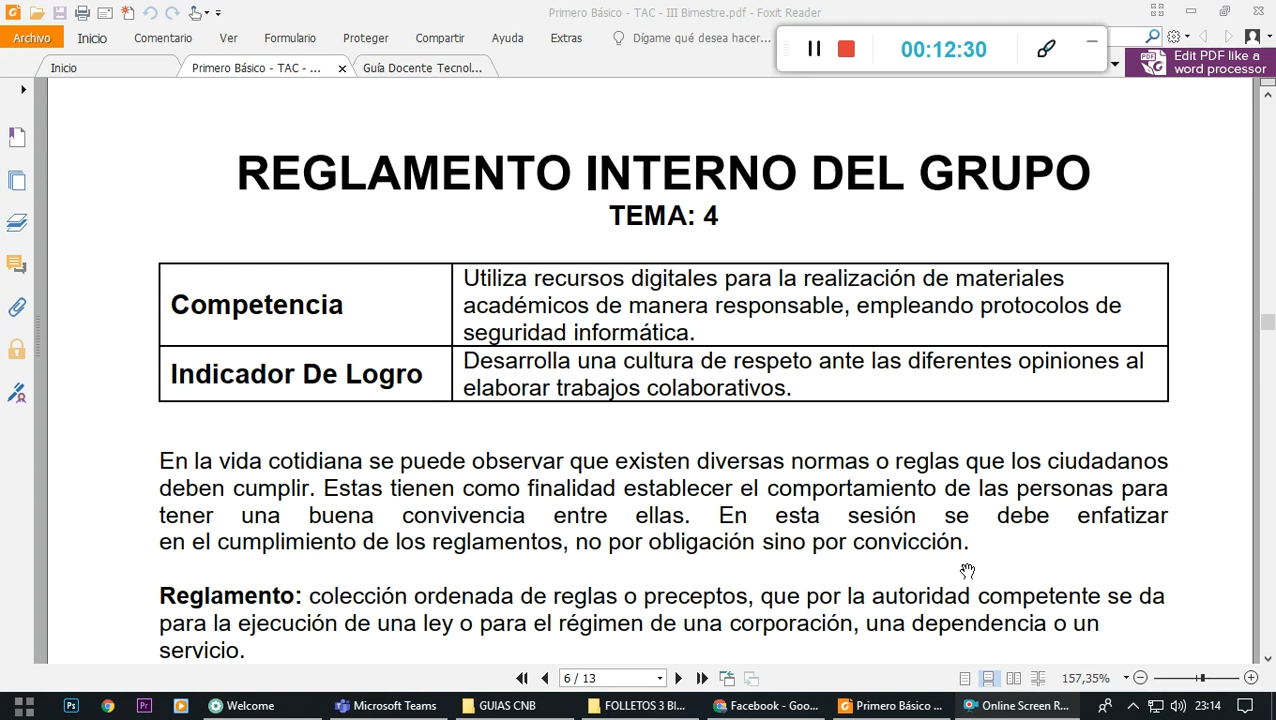 Primero Básico - TAC - III Bimestre.pdf - Foxit Reader
Archivo Inicio Comentario Ver Formulario Proteger Compartir Ayuda Extras Dígame qué desea hacer...
00:12:30
Inicio Primero Básico - TAC - ... Guía Docente Tecnol...
PDF Edit PDF like a
word processor
REGLAMENTO INTERNO DEL GRUPO
TEMA: 4
Competencia
Utiliza recursos digitales para la realización de materiales
académicos de manera responsable, empleando protocolos de
seguridad informática.
Indicador De Logro
Desarrolla una cultura de respeto ante las diferentes opiniones al
elaborar trabajos colaborativos.
En la vida cotidiana se puede observar que existen diversas normas o reglas que los ciudadanos
deben cumplir. Estas tienen como finalidad establecer el comportamiento de las personas para
tener una buena convivencia entre ellas. En esta sesión se debe enfatizar
en el cumplimiento de los reglamentos, no por obligación sino por convicción.
Reglamento: colección ordenada de reglas o preceptos, que por la autoridad competente se da
para la ejecución de una ley o para el régimen de una corporación, una dependencia o un
servicio.
6 / 13
157,35%
Ps Pr Welcome Microsoft Teams GUIAS CNB FOLLETOS 3 BI... Facebook - Goo... Primero Básico ... Online Screen R... 23:14